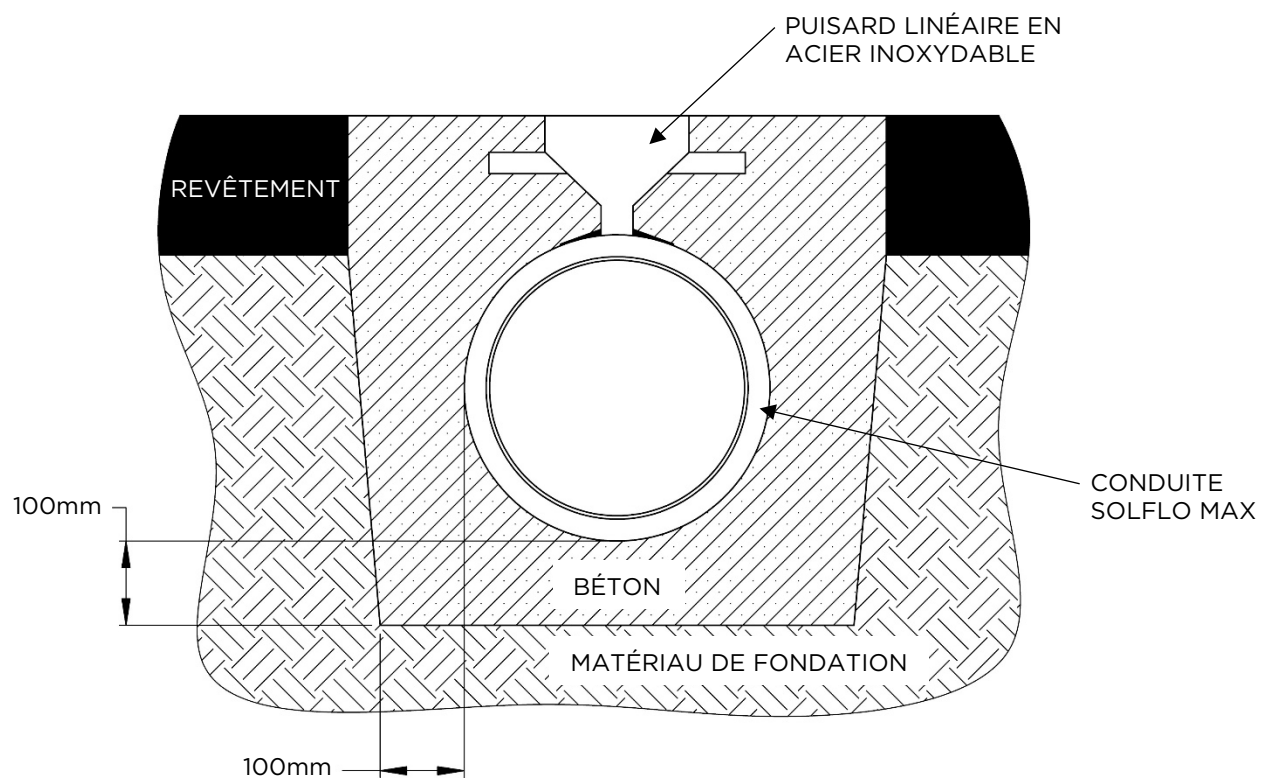 PUISARD LINÉAIRE EN
ACIER INOXYDABLE
REVÊTEMENT
CONDUITE
SOLFLO MAX
100mm
BÉTON
MATÉRIAU DE FONDATION
100mm